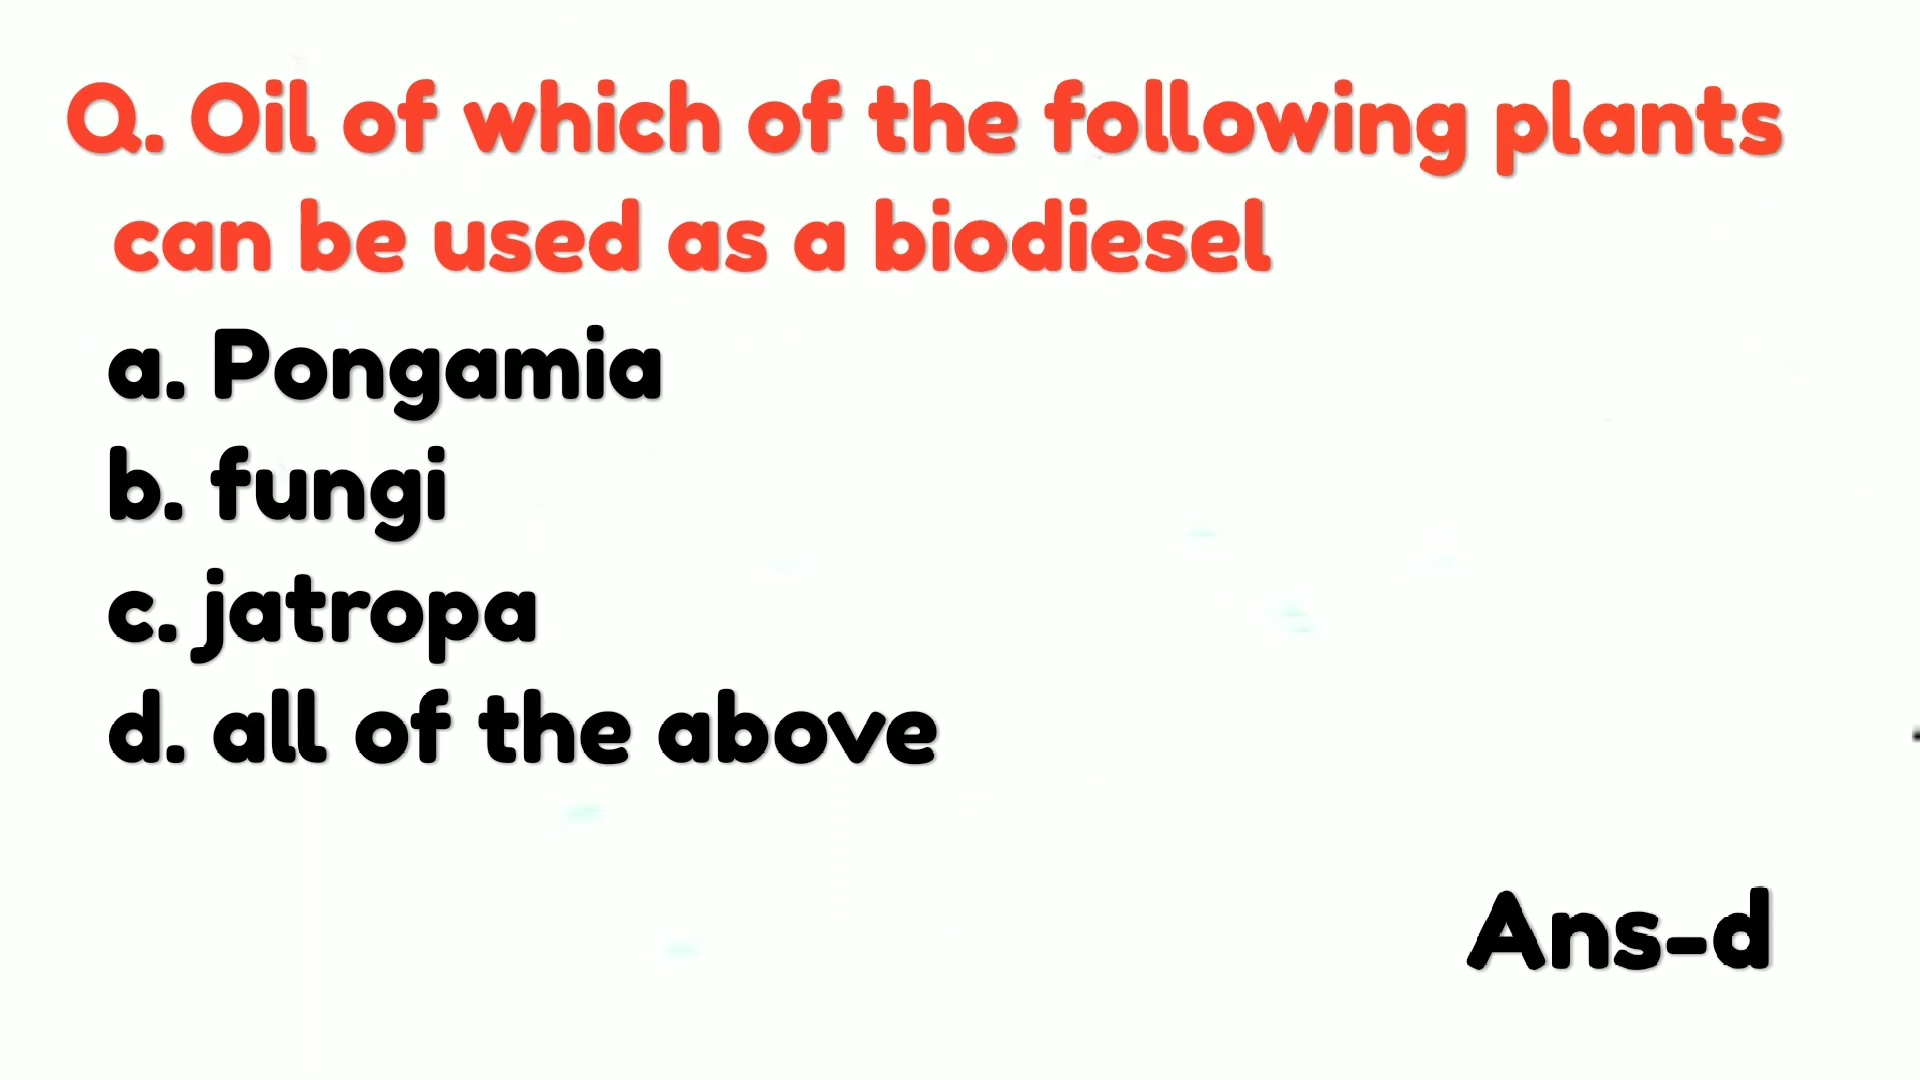 Q. Oil of which of the following plants
can be used as a biodiesel
a. Pongamia
b. fungi
c. jatropa
d. all of the above
Ans-d